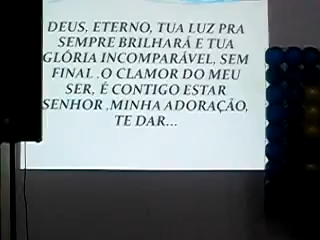 DEUS, ETERNO, TUA LUZ PRA
SEMPRE BRILHARÁ E TUA
GLÓRIA INCOMPARÁVEL, SEM
FINAL .O CLAMOR DO MEU
SER, É CONTIGO ESTAR
SENHOR ,MINHA ADORAÇÃO,
TE DAR...